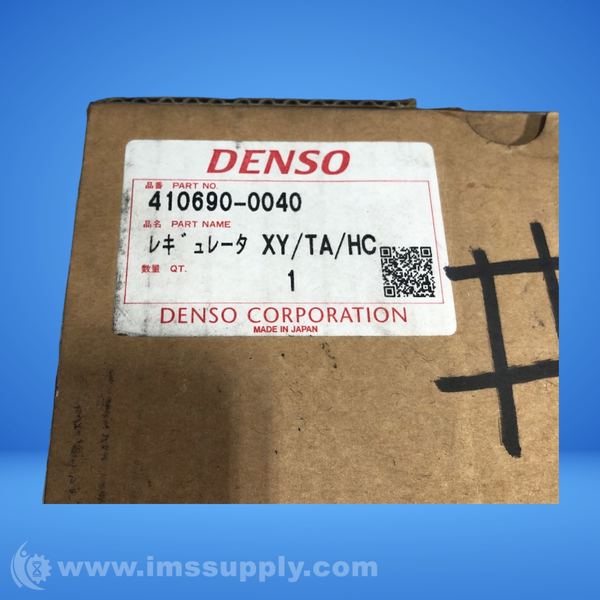 DENSO
品番 PART NO.
410690-0040
品名 PART NAME
ﾚｷﾞｭﾚｰﾀ XY/TA/HC
数量 QT.
1
DENSO CORPORATION
MADE IN JAPAN
www.imssupply.com